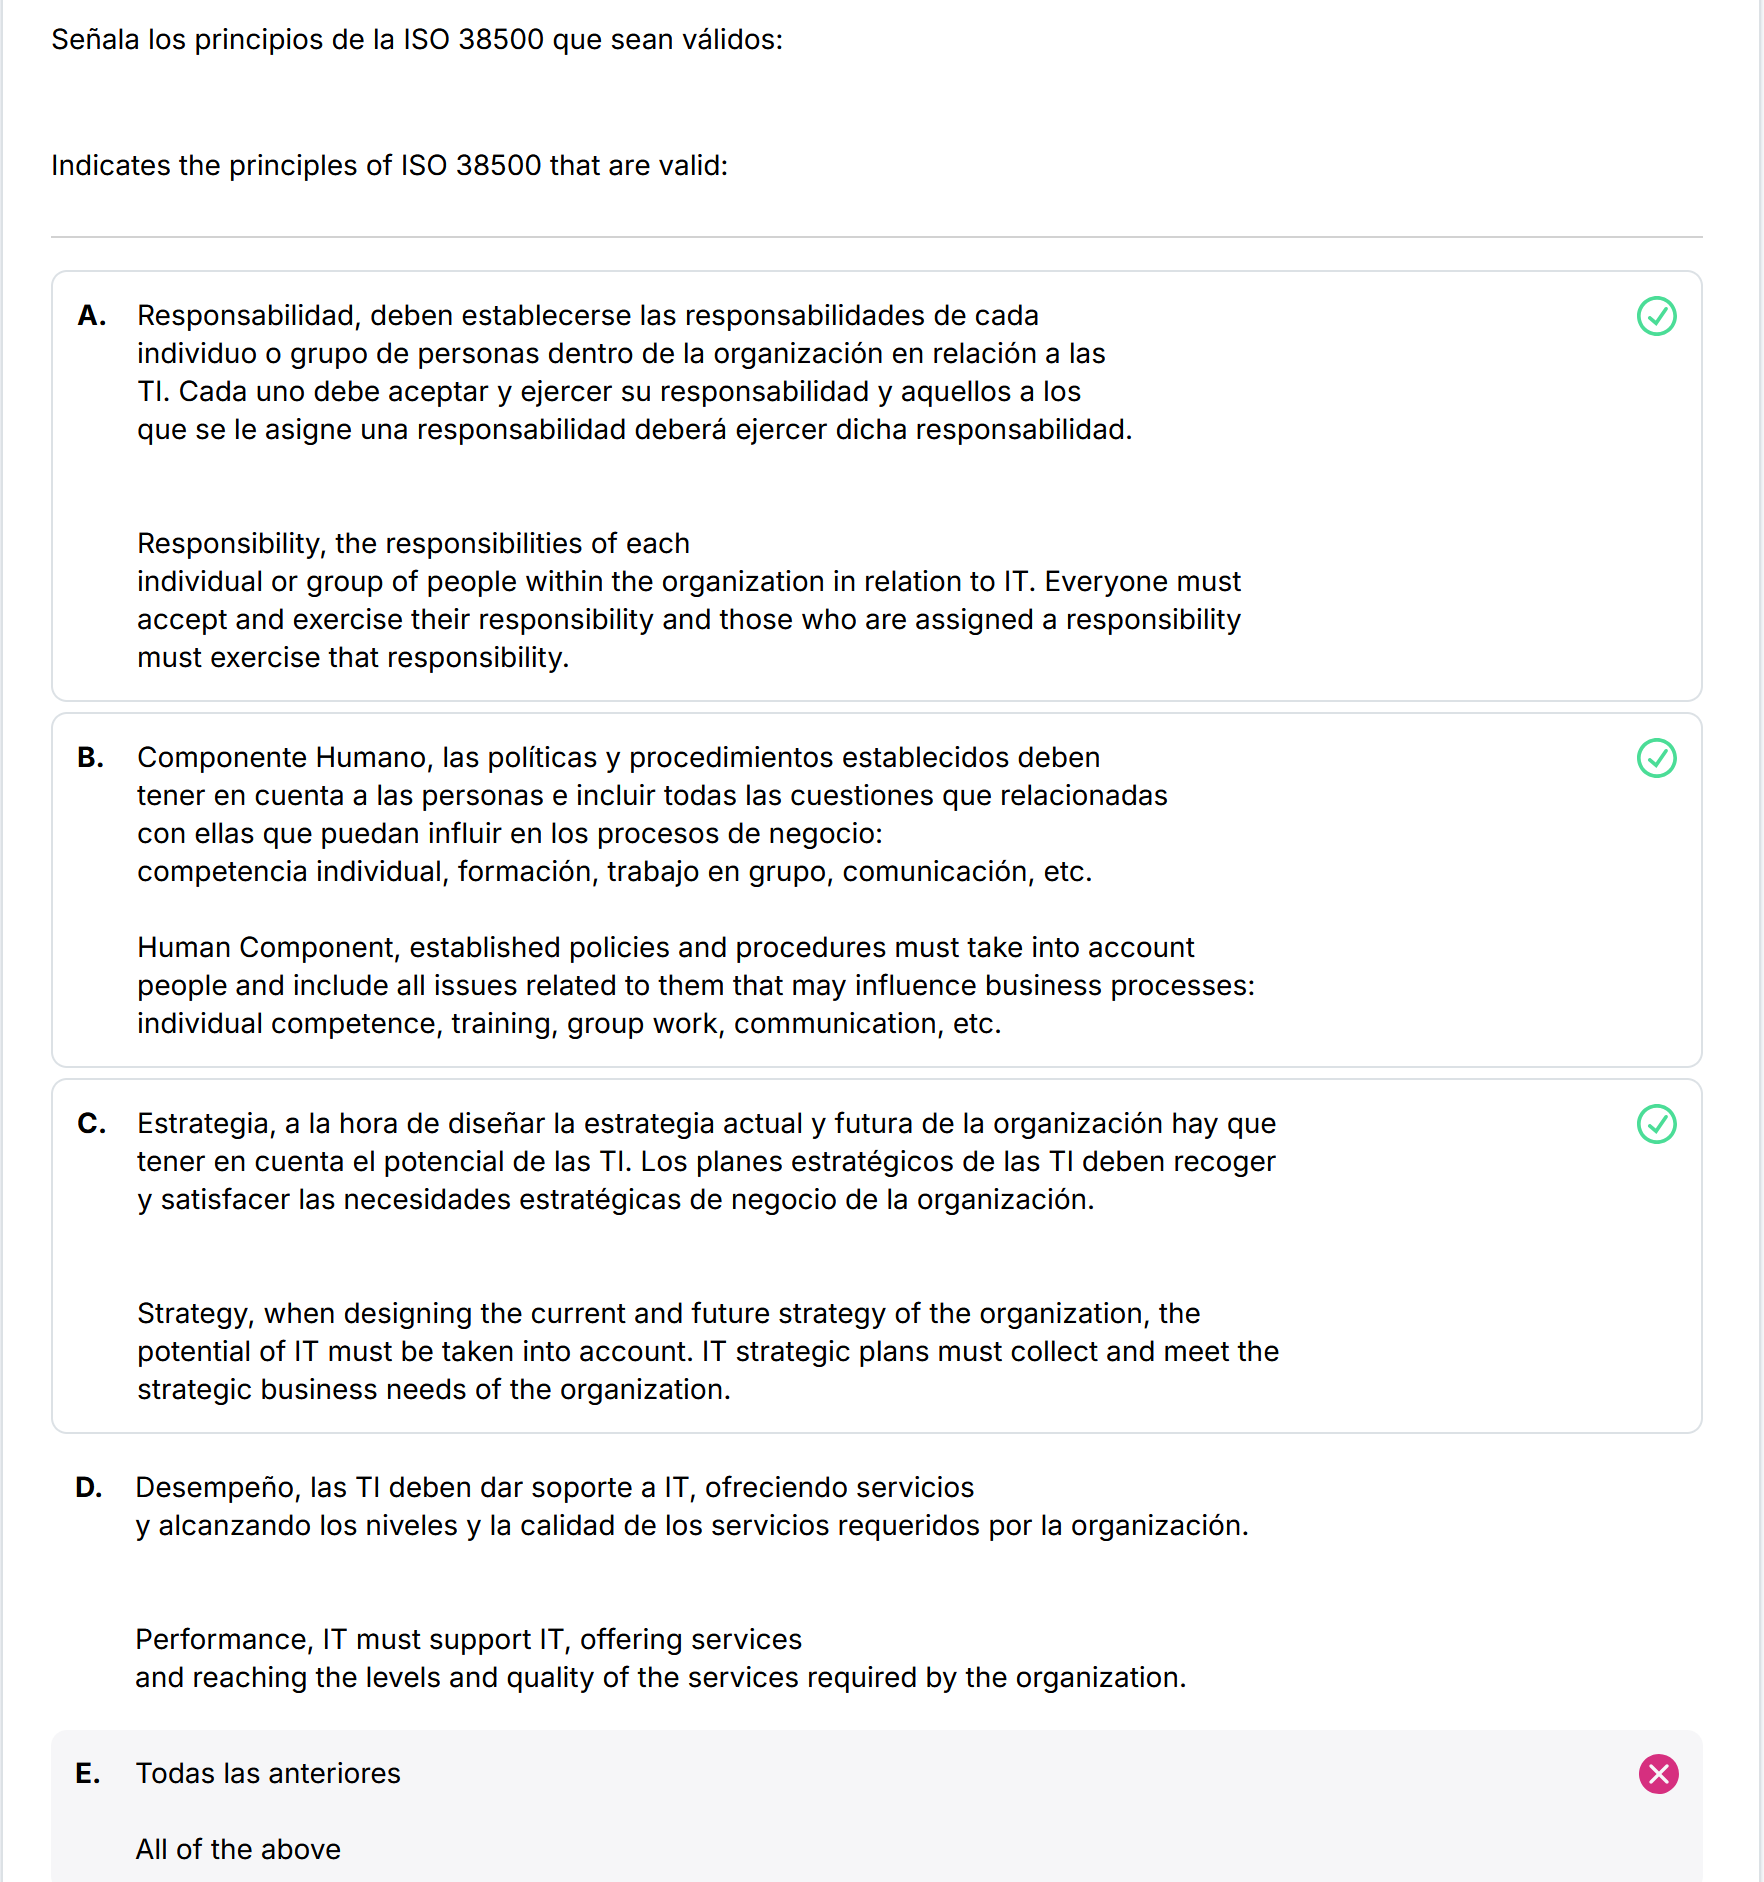 Señala los principios de la ISO 38500 que sean válidos:
Indicates the principles of ISO 38500 that are valid:
A. Responsabilidad, deben establecerse las responsabilidades de cada
individuo o grupo de personas dentro de la organización en relación a las
TI. Cada uno debe aceptar y ejercer su responsabilidad y aquellos a los
que se le asigne una responsabilidad deberá ejercer dicha responsabilidad.
Responsibility, the responsibilities of each
individual or group of people within the organization in relation to IT. Everyone must
accept and exercise their responsibility and those who are assigned a responsibility
must exercise that responsibility.
B. Componente Humano, las políticas y procedimientos establecidos deben
tener en cuenta a las personas e incluir todas las cuestiones que relacionadas
con ellas que puedan influir en los procesos de negocio:
competencia individual, formación, trabajo en grupo, comunicación, etc.
Human Component, established policies and procedures must take into account
people and include all issues related to them that may influence business processes:
individual competence, training, group work, communication, etc.
C. Estrategia, a la hora de diseñar la estrategia actual y futura de la organización hay que
tener en cuenta el potencial de las TI. Los planes estratégicos de las TI deben recoger
y satisfacer las necesidades estratégicas de negocio de la organización.
Strategy, when designing the current and future strategy of the organization, the
potential of IT must be taken into account. IT strategic plans must collect and meet the
strategic business needs of the organization.
D. Desempeño, las TI deben dar soporte a IT, ofreciendo servicios
y alcanzando los niveles y la calidad de los servicios requeridos por la organización.
Performance, IT must support IT, offering services
and reaching the levels and quality of the services required by the organization.
E. Todas las anteriores
All of the above